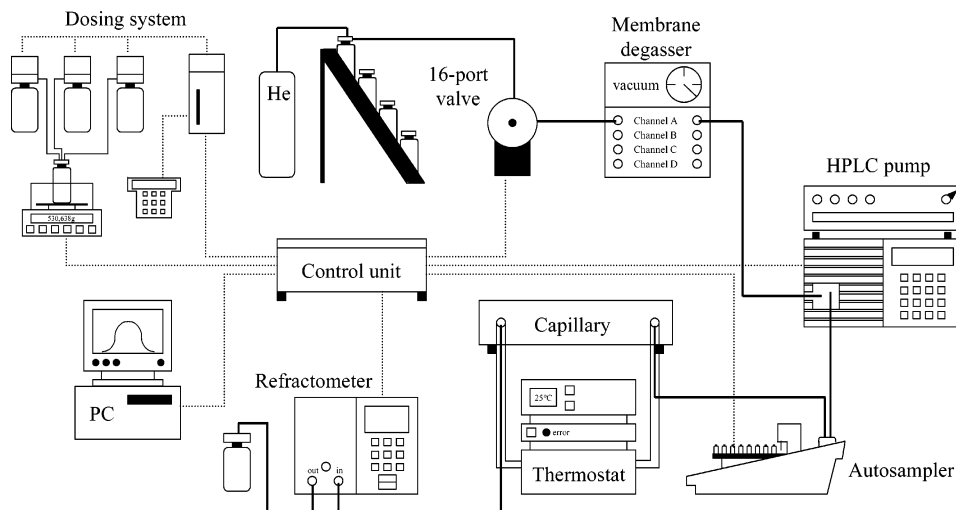 Dosing system
Membrane
degasser
16-port
valve
He
vacuum
Channel A
Channel B
Channel C
Channel D
HPLC pump
530,638g
Control unit
Capillary
Refractometer
25°C
error
PC
out
in
Thermostat
Autosampler